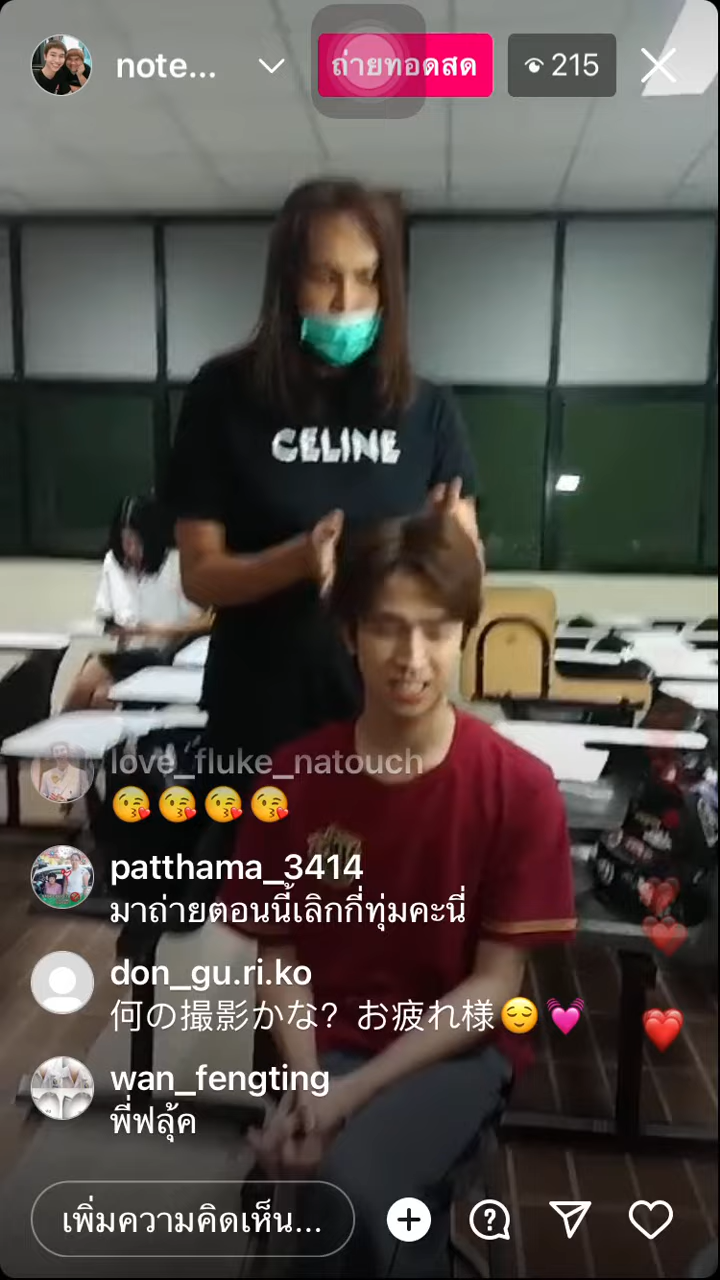 note...
ถ่ายทอดสด
215
CELINE
love_fluke_natouch
😘😘😘😘
patthama_3414
มาถ่ายตอนนี้เลิกกี่ทุ่มคะนี่
don_gu.ri.ko
何の撮影かな？お疲れ様😌💓
wan_fengting
พี่ฟลุ้ค
เพิ่มความคิดเห็น...